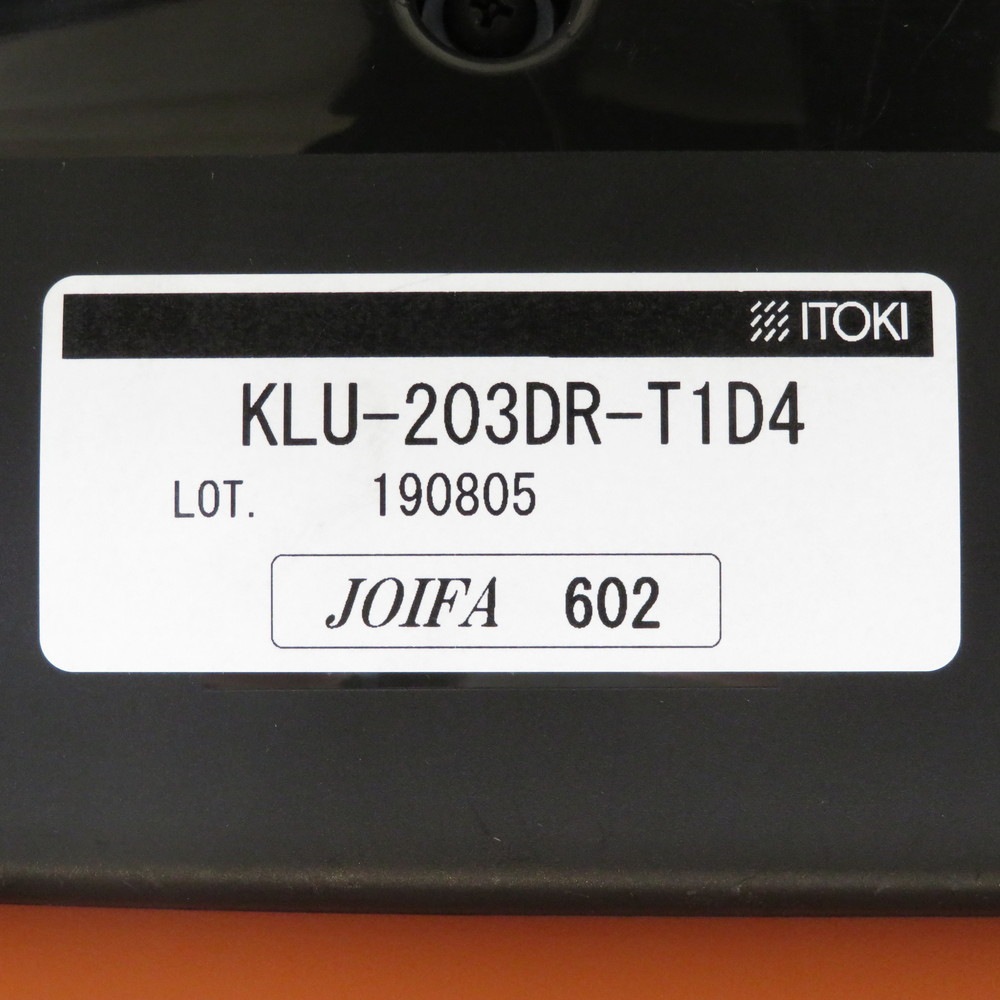 ITOKI
KLU-203DR-T1D4
LOT. 190805
JOIFA 602